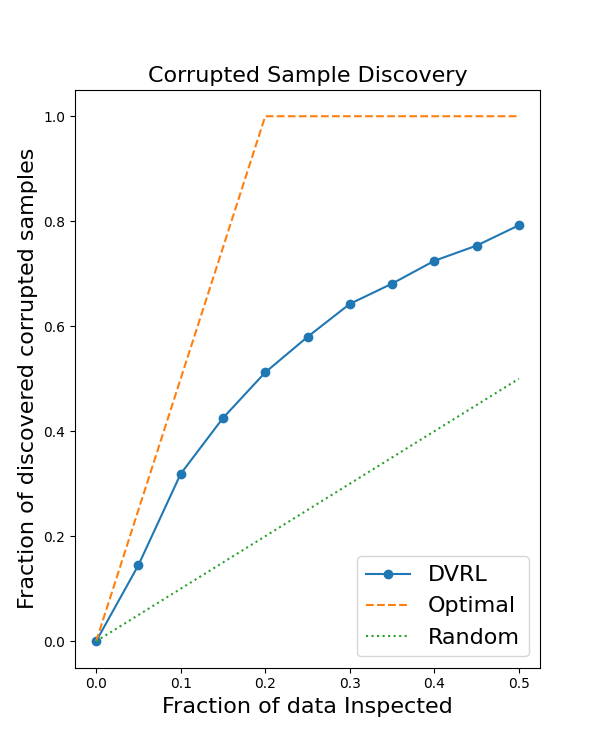 Corrupted Sample Discovery
Fraction of discovered corrupted samples
1.0
0.8
0.6
0.4
0.2
0.0
DVRL
Optimal
Random
0.0 0.1 0.2 0.3 0.4 0.5
Fraction of data Inspected